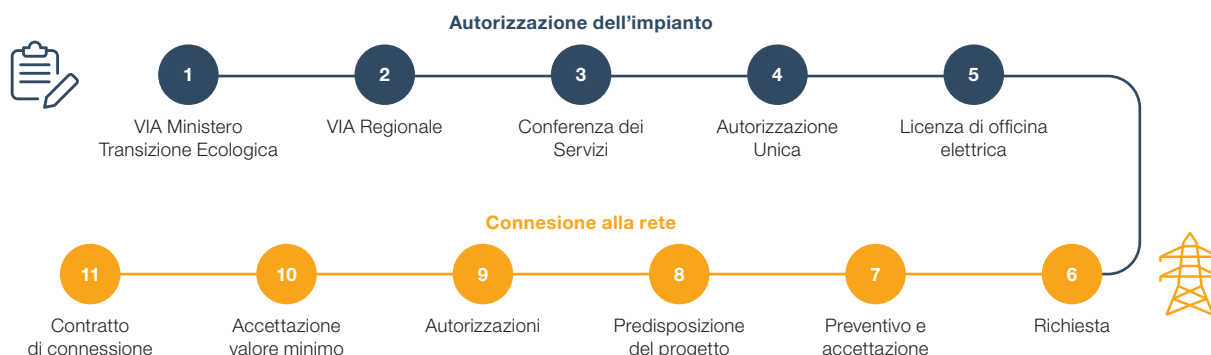 Autorizzazione dell'impianto
1
2
3
4
5
VIA Ministero
Transizione Ecologica
VIA Regionale
Conferenza dei
Servizi
Autorizzazione
Unica
Licenza di officina
elettrica
Connesione alla rete
11
10
9
8
7
6
Contratto
di connessione
Accettazione
valore minimo
Autorizzazioni
Predisposizione
del progetto
Preventivo e
accettazione
Richiesta